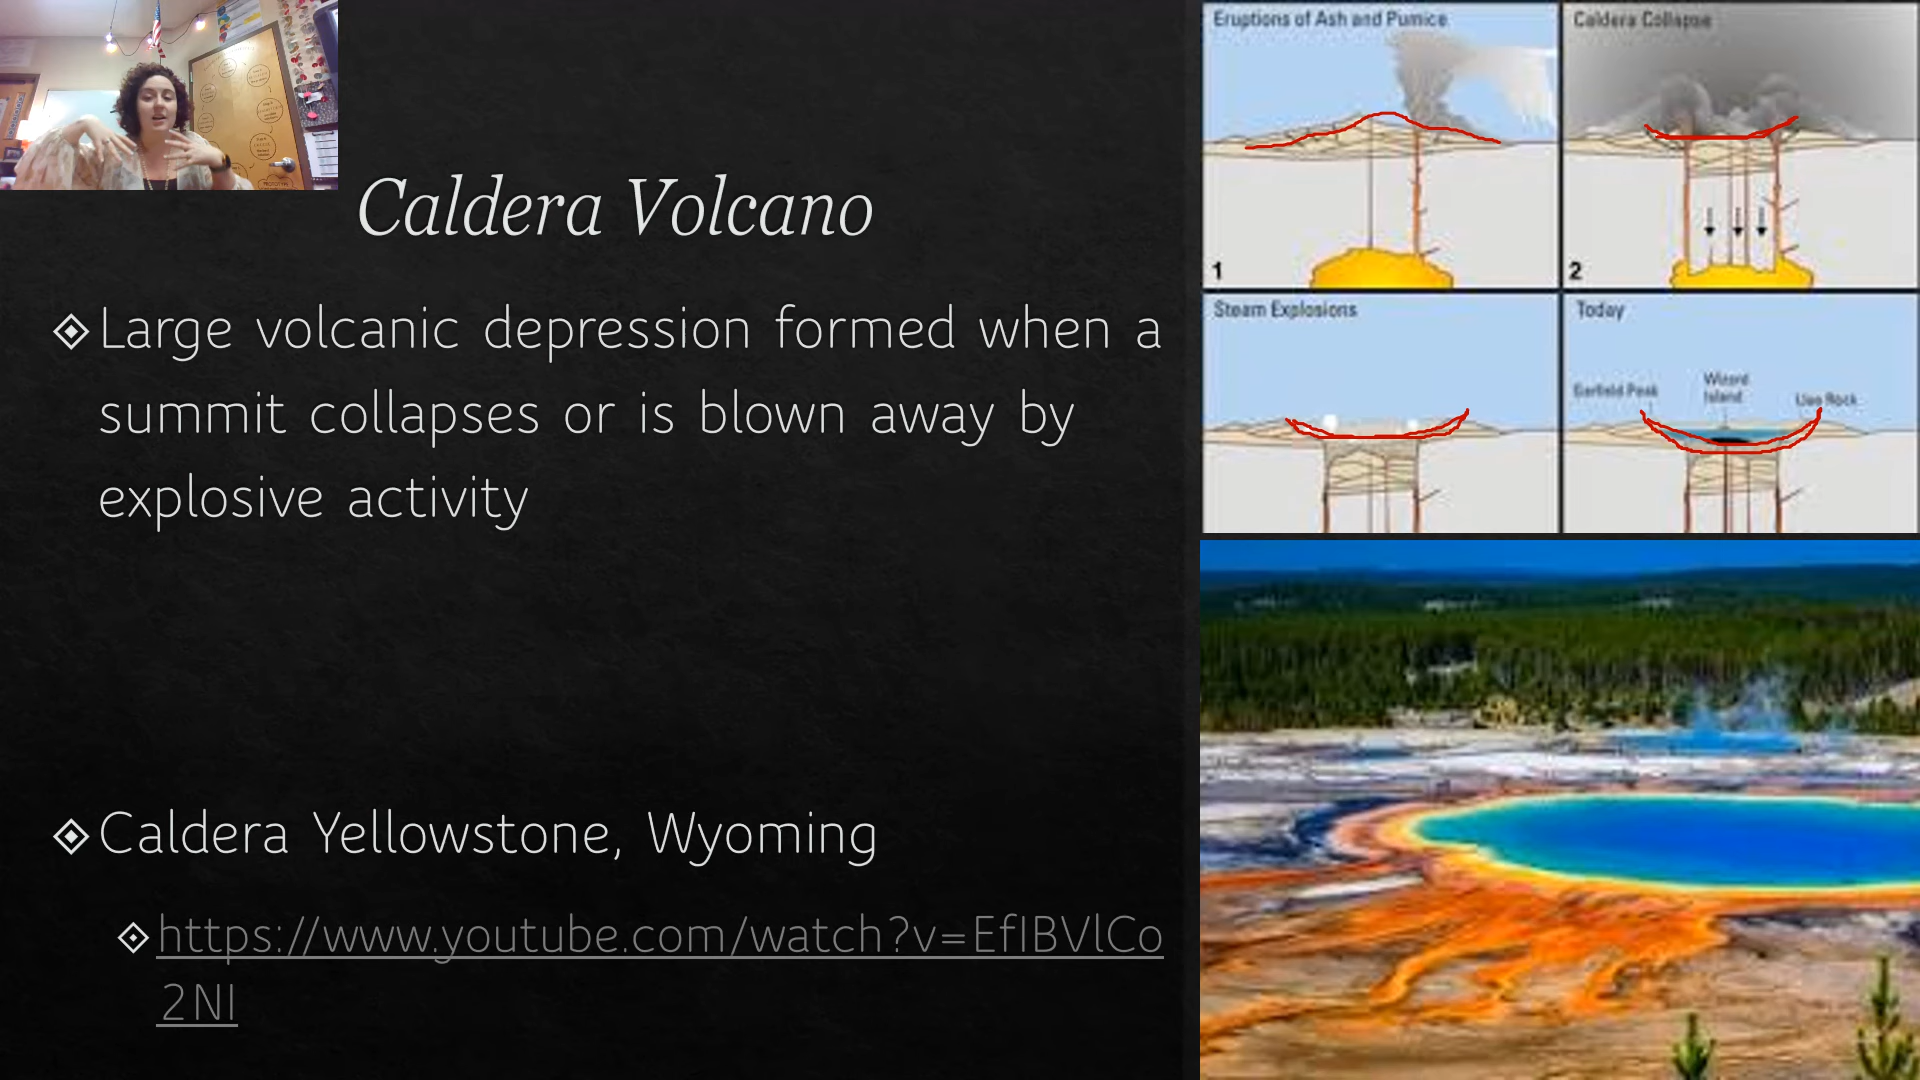 Caldera Volcano
Large volcanic depression formed when a
summit collapses or is blown away by
explosive activity
Caldera Yellowstone, Wyoming
https://www.youtube.com/watch?v=EfIBVlCo
2NI
Eruptions of Ash and Pumice
1
Caldera Collapse
2
Steam Explosions
Today
Garfield Peak
Wizard
Island
Llao Rock